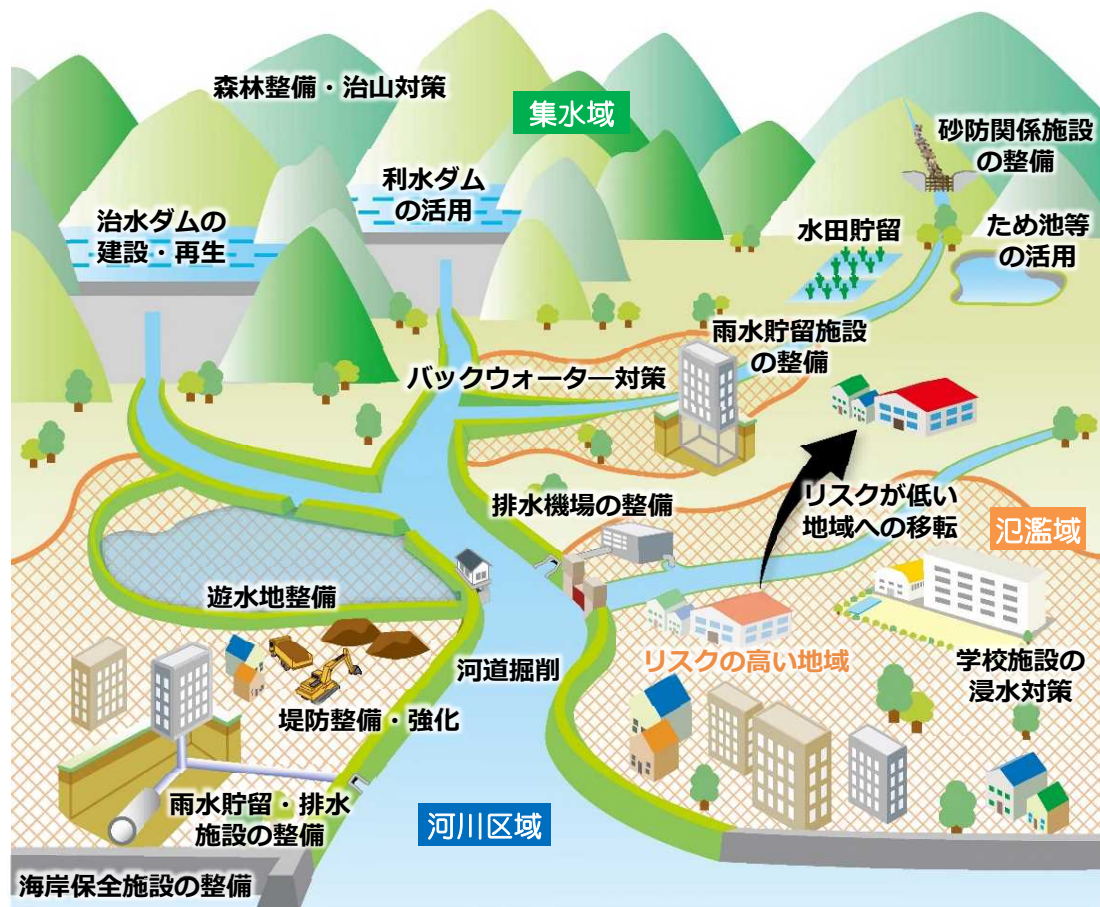 森林整備・治山対策
集水域
砂防関係施設
の整備
利水ダム
の活用
治水ダムの
建設・再生
水田貯留
ため池等
の活用
雨水貯留施設
の整備
バックウォーター対策
排水機場の整備
リスクが低い
地域への移転
氾濫域
遊水地整備
リスクの高い地域
学校施設の
浸水対策
河道掘削
堤防整備・強化
雨水貯留・排水
施設の整備
河川区域
海岸保全施設の整備